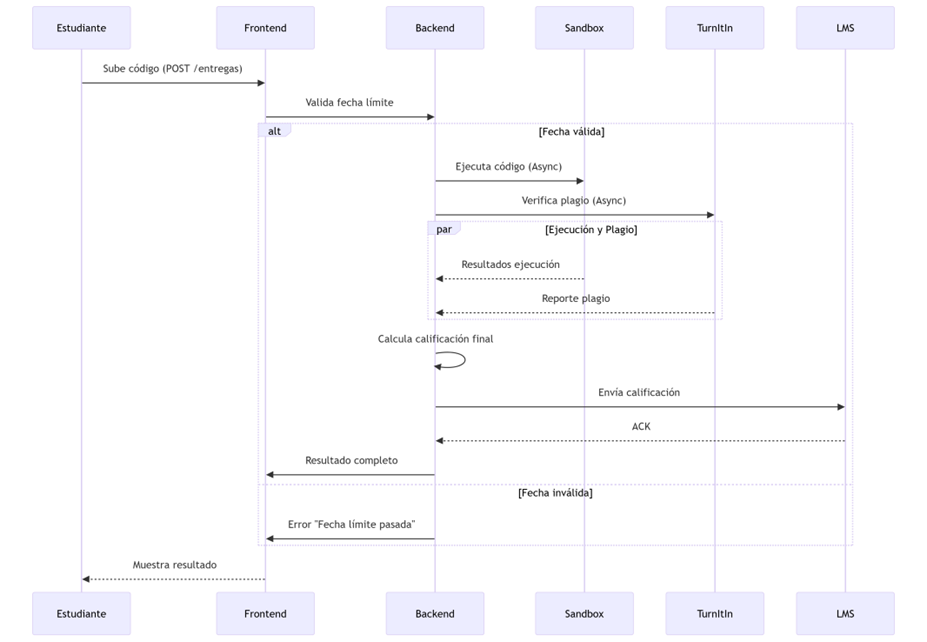 Estudiante
Frontend
Backend
Sandbox
TurnItIn
LMS
Sube código (POST /entregas)
Valida fecha límite
alt
[Fecha válida]
Ejecuta código (Async)
Verifica plagio (Async)
par
[Ejecución y Plagio]
Resultados ejecución
Reporte plagio
Calcula calificación final
Envía calificación
ACK
Resultado completo
[Fecha inválida]
Error "Fecha límite pasada"
Muestra resultado
Estudiante
Frontend
Backend
Sandbox
TurnItIn
LMS